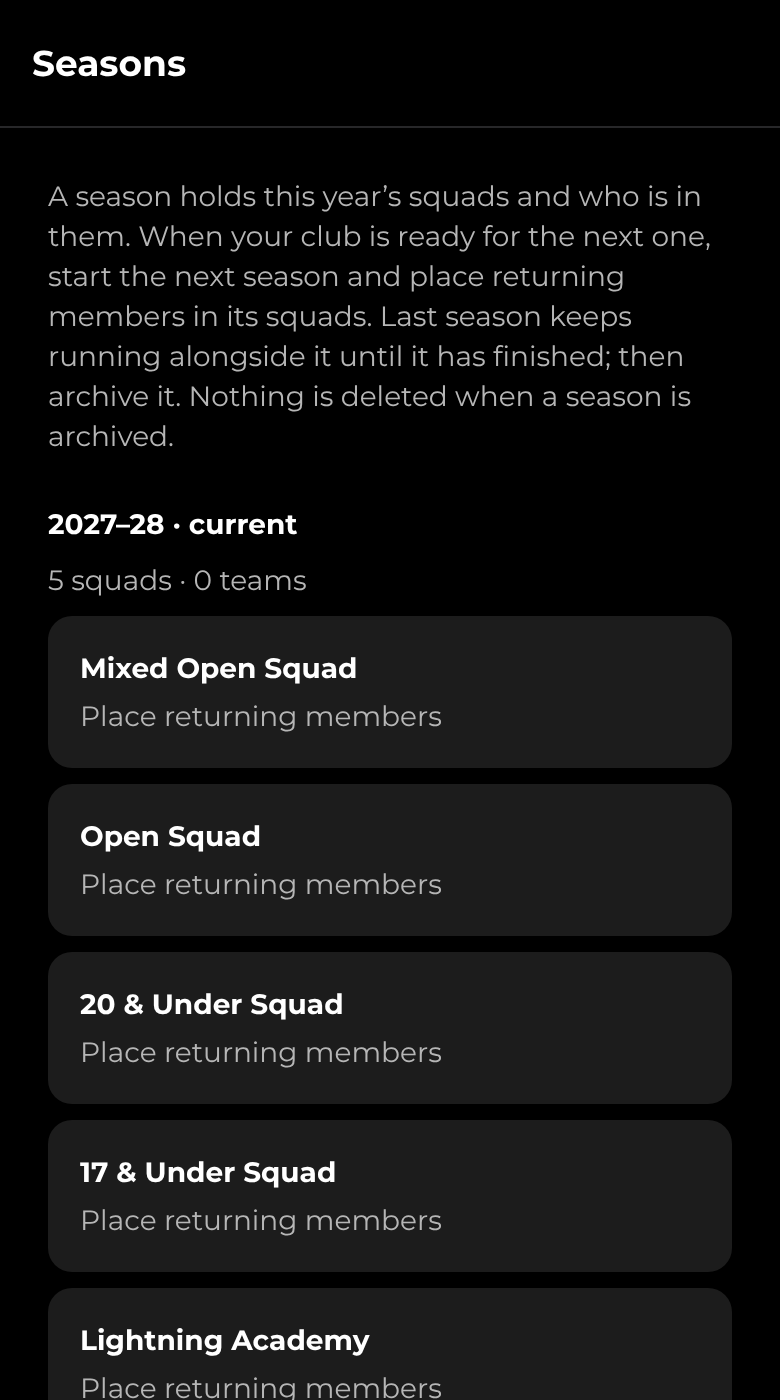 Seasons
A season holds this year’s squads and who is in
them. When your club is ready for the next one,
start the next season and place returning
members in its squads. Last season keeps
running alongside it until it has finished; then
archive it. Nothing is deleted when a season is
archived.
2027–28 · current
5 squads · 0 teams
Mixed Open Squad
Place returning members
Open Squad
Place returning members
20 & Under Squad
Place returning members
17 & Under Squad
Place returning members
Lightning Academy
Place returning members